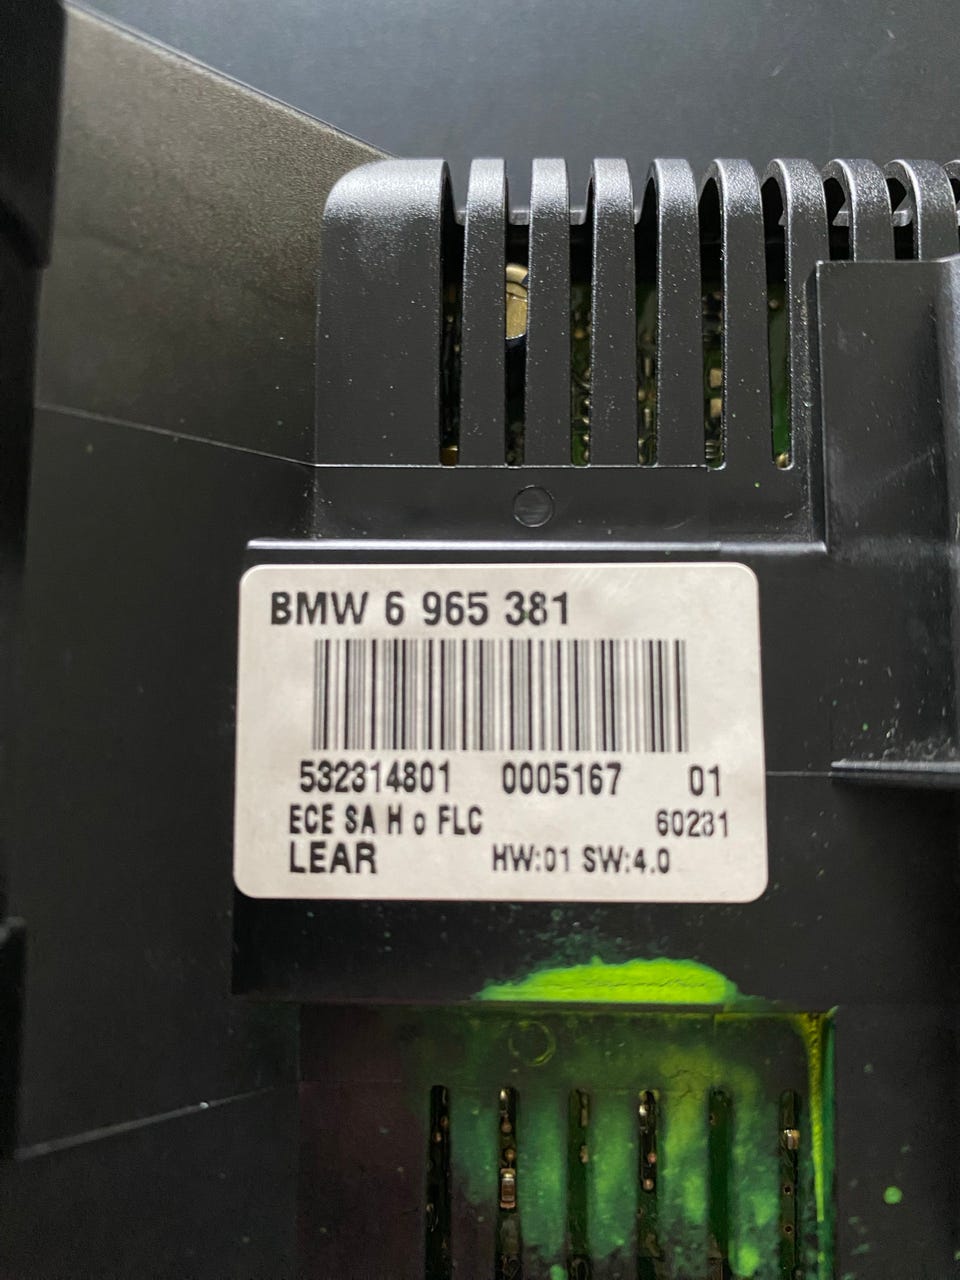 BMW 6 965 381
532314801 0005167 01
ECE SA H o FLC 60231
LEAR HW:01 SW:4.0